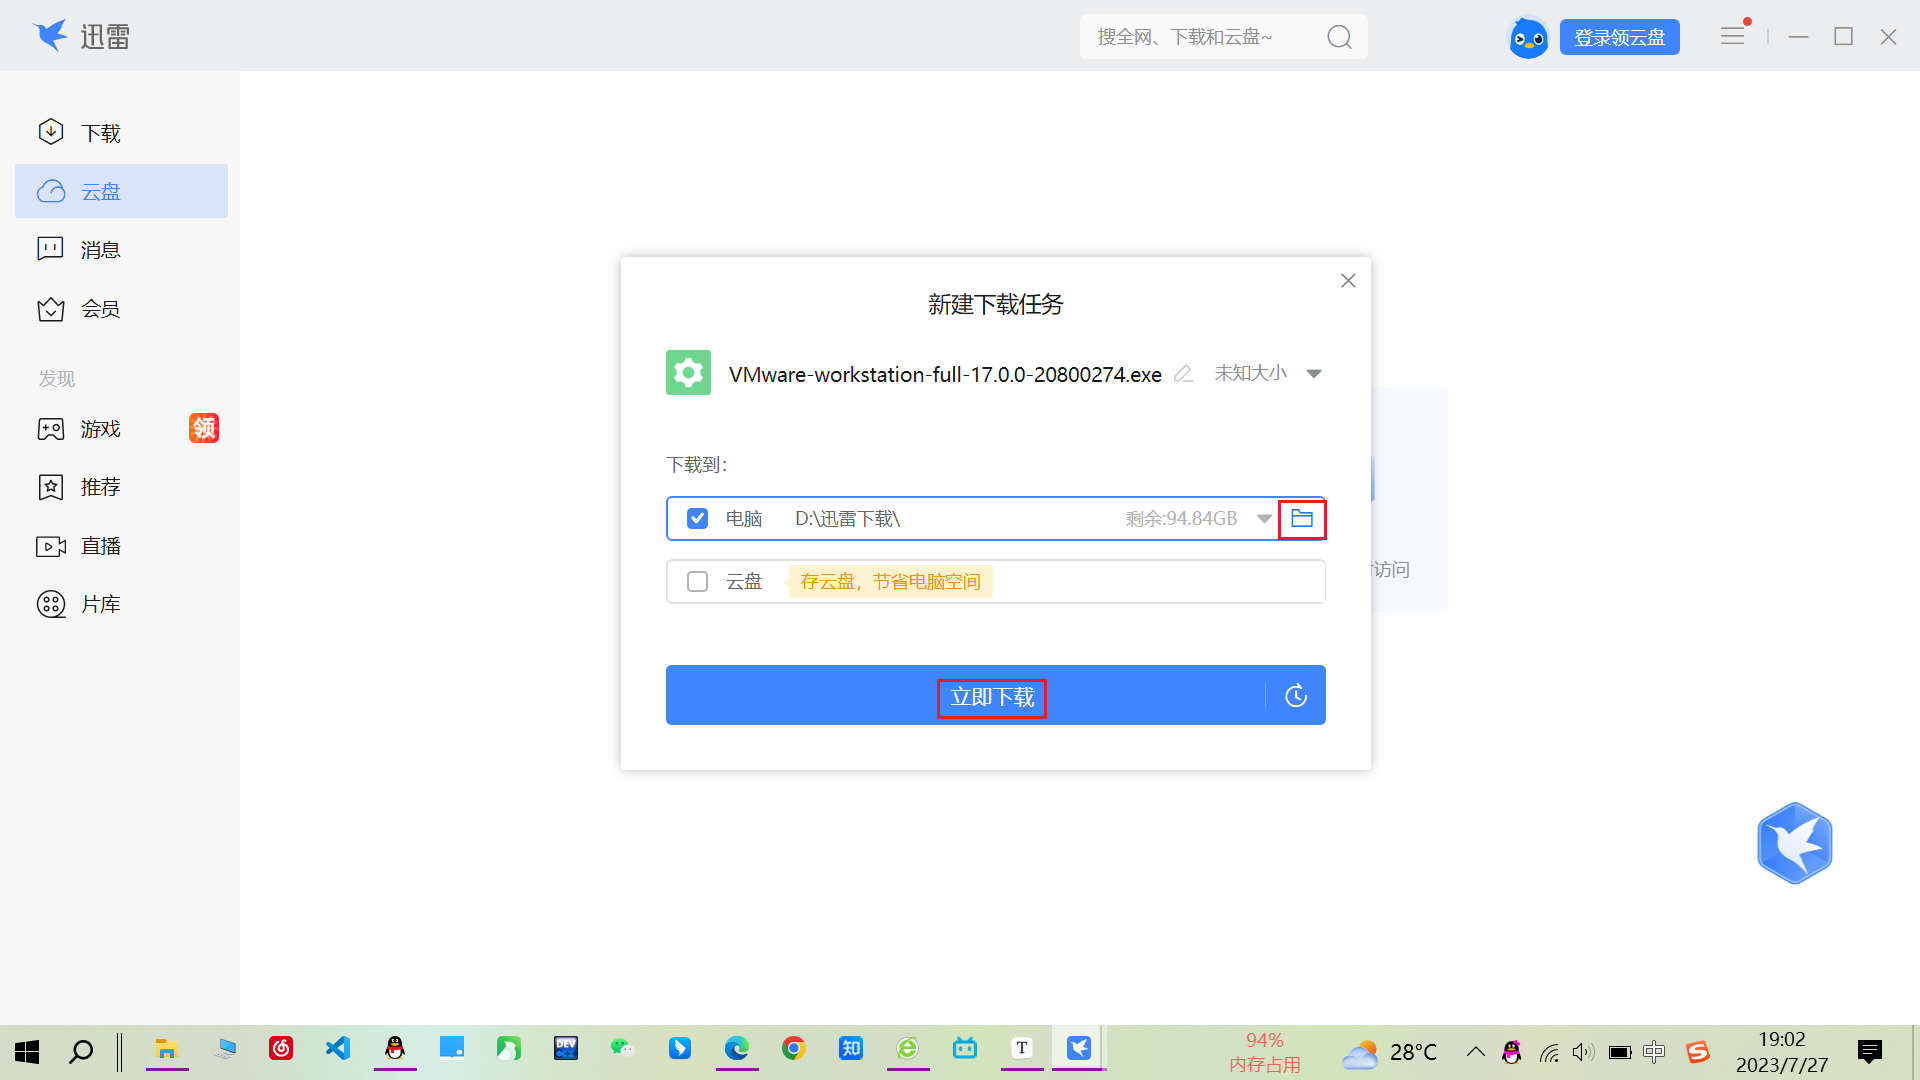 迅雷
搜全网、下载和云盘~
登录领云盘
下载
云盘
消息
会员
发现
游戏
领
推荐
直播
片库
新建下载任务
VMware-workstation-full-17.0.0-20800274.exe
未知大小
下载到:
电脑
D:\迅雷下载\
剩余:94.84GB
云盘
存云盘，节省电脑空间
访问
立即下载
DEV
知
T
94%
内存占用
28°C
中
S
19:02
2023/7/27